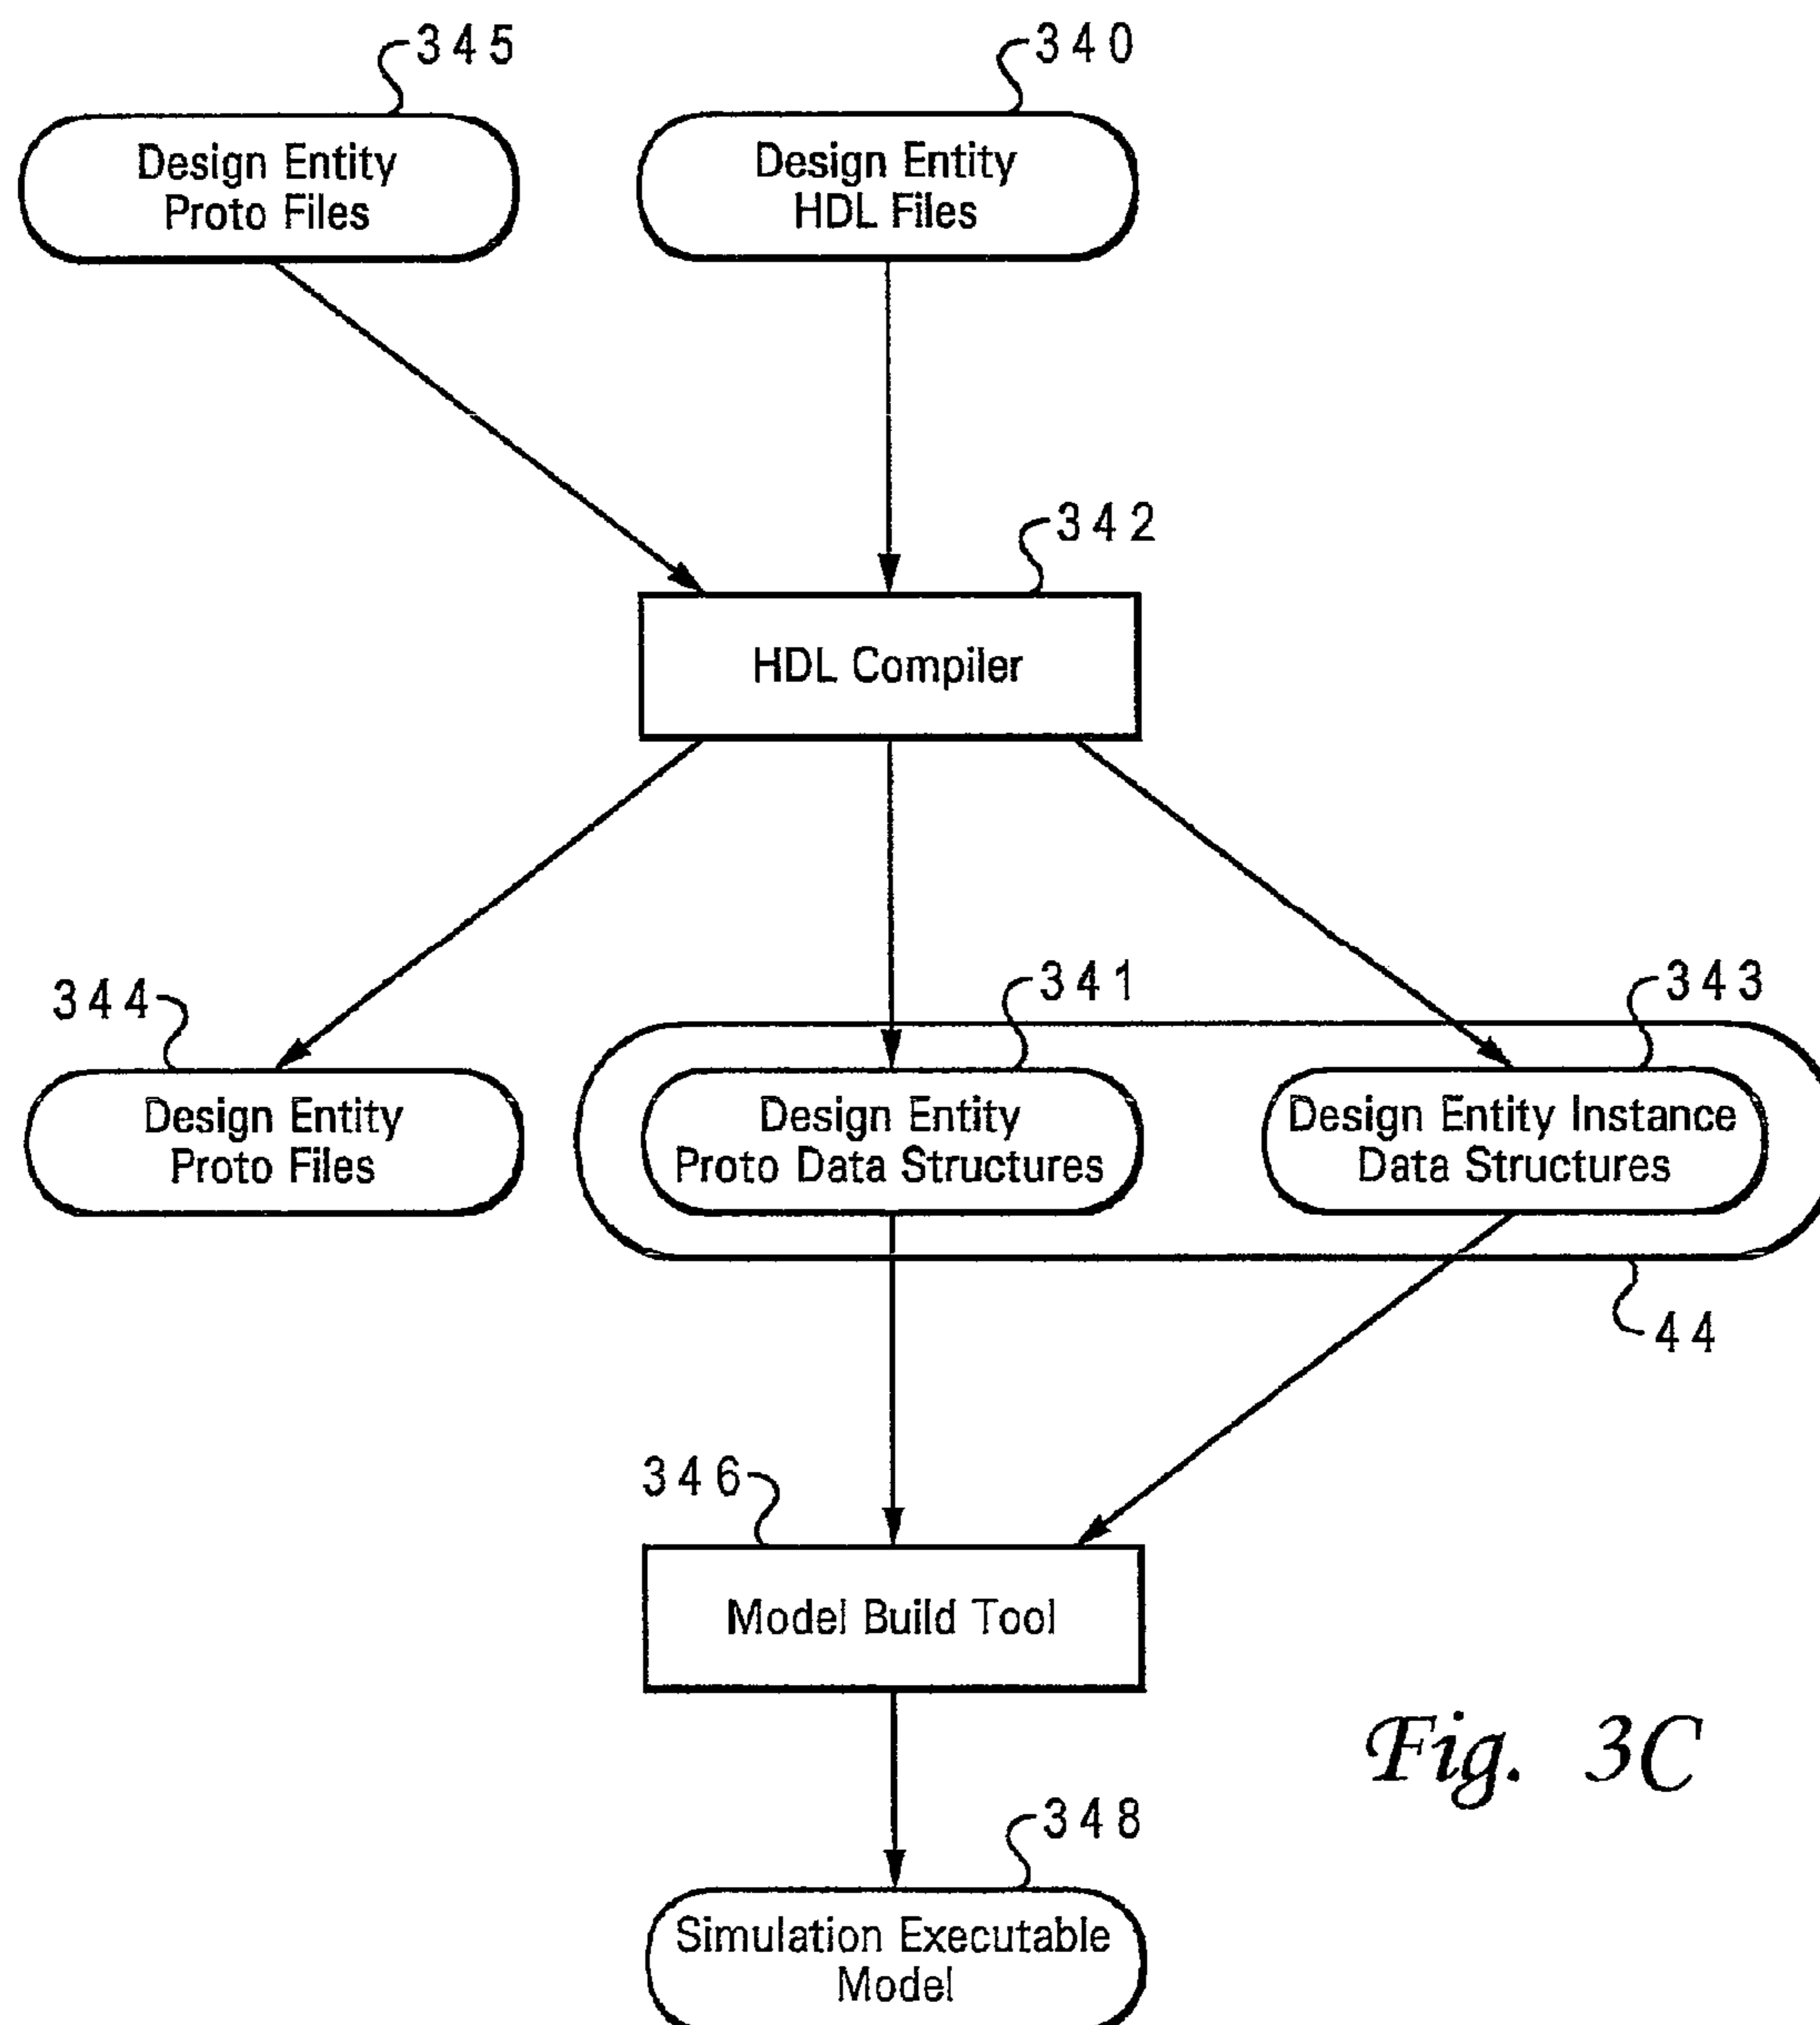 345
340
Design Entity
Proto Files
Design Entity
HDL Files
342
HDL Compiler
344
341
343
Design Entity
Proto Files
Design Entity
Proto Data Structures
Design Entity Instance
Data Structures
44
346
Model Build Tool
Fig. 3C
348
Simulation Executable
Model